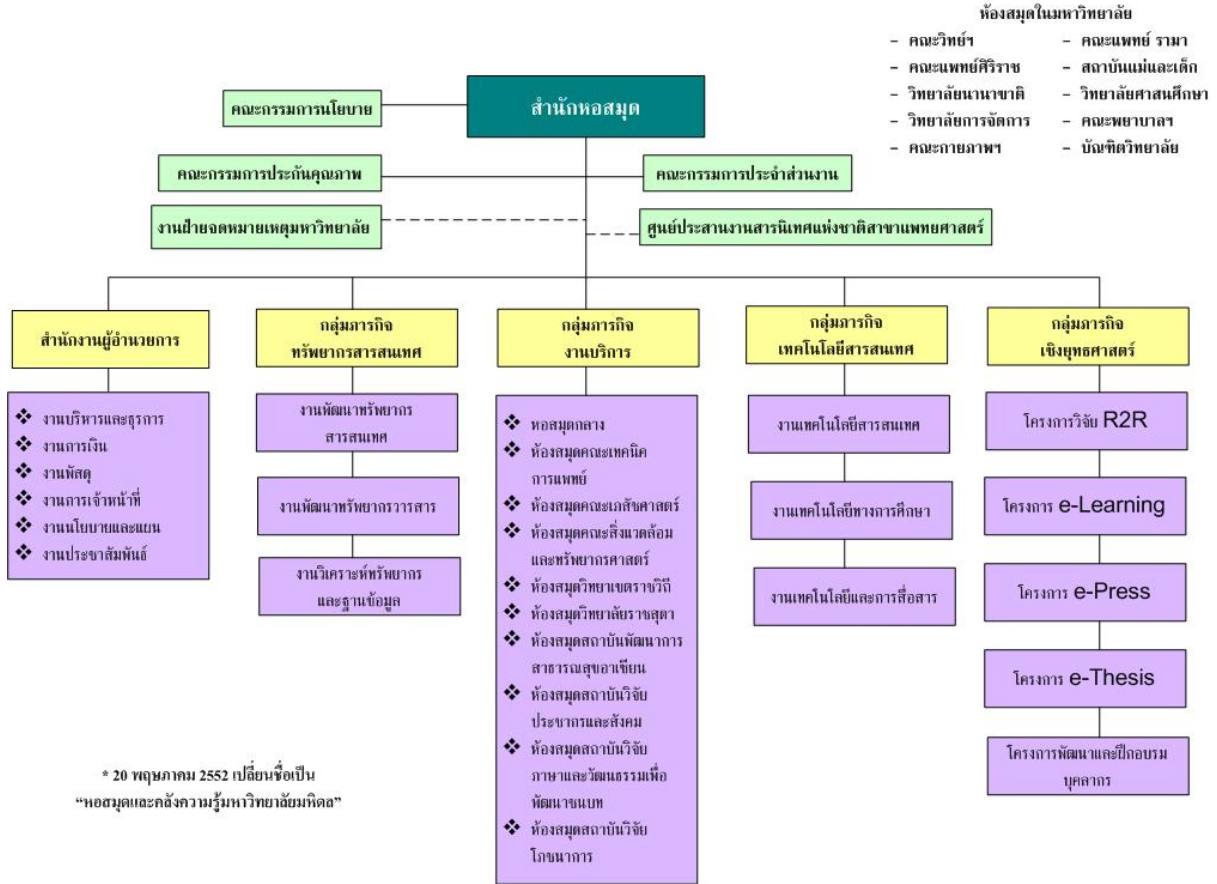 ห้องสมุดในมหาวิทยาลัย
– คณะวิทย์ฯ
– คณะแพทย์ศิริราช
– วิทยาลัยนานาชาติ
– วิทยาลัยการจัดการ
– คณะกายภาพฯ
– คณะแพทย์ รามา
– สถาบันแม่และเด็ก
– วิทยาลัยศาสนศึกษา
– คณะพยาบาลฯ
– บัณฑิตวิทยาลัย
สำนักหอสมุด
คณะกรรมการนโยบาย
คณะกรรมการประกันคุณภาพ
คณะกรรมการประจำส่วนงาน
งานฝ่ายจดหมายเหตุมหาวิทยาลัย
ศูนย์ประสานงานสารนิเทศแห่งชาติสาขาแพทยศาสตร์
สำนักงานผู้อำนวยการ
❖ งานบริหารและธุรการ
❖ งานการเงิน
❖ งานพัสดุ
❖ งานการเจ้าหน้าที่
❖ งานนโยบายและแผน
❖ งานประชาสัมพันธ์
กลุ่มภารกิจ
ทรัพยากรสารสนเทศ
งานพัฒนาทรัพยากร
สารสนเทศ
งานพัฒนาทรัพยากรวารสาร
งานวิเคราะห์ทรัพยากร
และฐานข้อมูล
กลุ่มภารกิจ
งานบริการ
❖ หอสมุดกลาง
❖ ห้องสมุดคณะเทคนิค
การแพทย์
❖ ห้องสมุดคณะเภสัชศาสตร์
❖ ห้องสมุดคณะสิ่งแวดล้อม
และทรัพยากรศาสตร์
❖ ห้องสมุดวิทยาเขตราชวิถี
❖ ห้องสมุดวิทยาลัยราชสุดา
❖ ห้องสมุดสถาบันพัฒนาการ
สาธารณสุขอาเซียน
❖ ห้องสมุดสถาบันวิจัย
ประชากรและสังคม
❖ ห้องสมุดสถาบันวิจัย
ภาษาและวัฒนธรรมเพื่อ
พัฒนาชนบท
❖ ห้องสมุดสถาบันวิจัย
โภชนาการ
กลุ่มภารกิจ
เทคโนโลยีสารสนเทศ
งานเทคโนโลยีสารสนเทศ
งานเทคโนโลยีทางการศึกษา
งานเทคโนโลยีและการสื่อสาร
กลุ่มภารกิจ
เชิงยุทธศาสตร์
โครงการวิจัย R2R
โครงการ e-Learning
โครงการ e-Press
โครงการ e-Thesis
โครงการพัฒนาและฝึกอบรม
บุคลากร
* 20 พฤษภาคม 2552 เปลี่ยนชื่อเป็น
“หอสมุดและคลังความรู้มหาวิทยาลัยมหิดล”